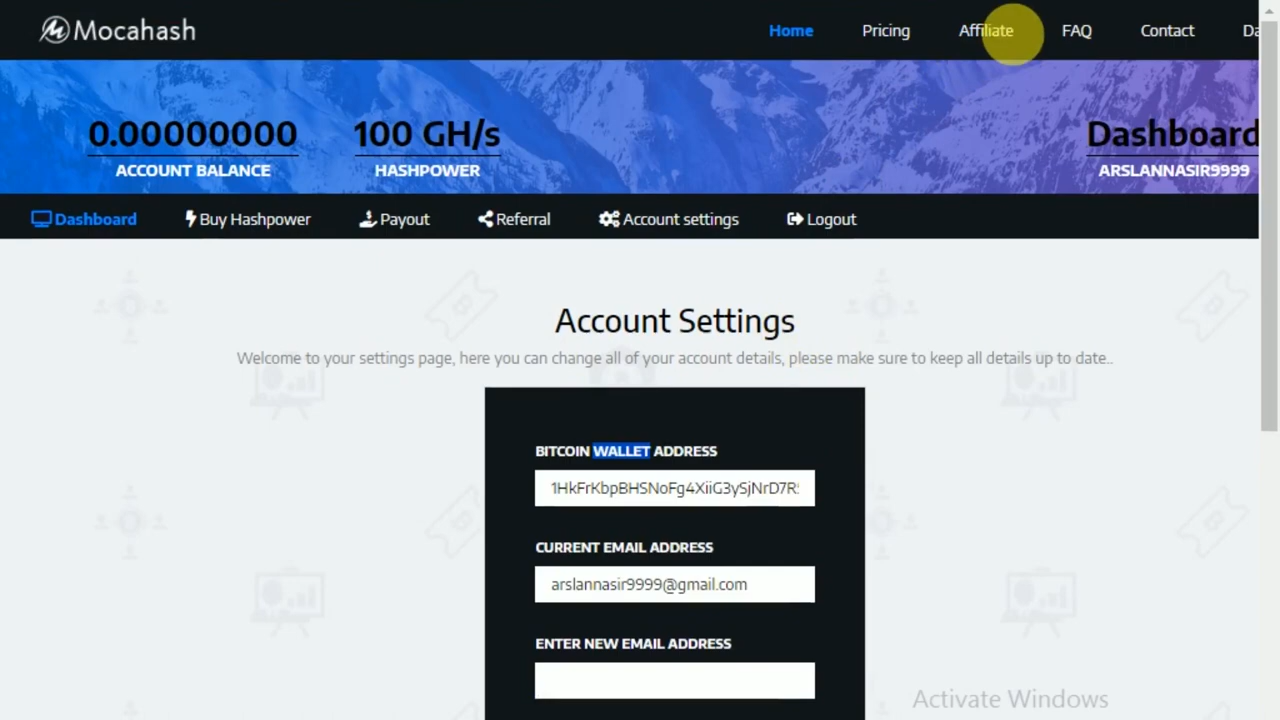 Mocahash
Home Pricing Affiliate FAQ Contact
0.00000000 100 GH/s Dashboard
ACCOUNT BALANCE HASHPOWER ARSLANNASIR9999
Dashboard Buy Hashpower Payout Referral Account settings Logout
Account Settings
Welcome to your settings page, here you can change all of your account details, please make sure to keep all details up to date..
BITCOIN WALLET ADDRESS
1HkFrKbpBHSNoFg4XiiG3ySjNrD7R
CURRENT EMAIL ADDRESS
arslannasir9999@gmail.com
ENTER NEW EMAIL ADDRESS
Activate Windows